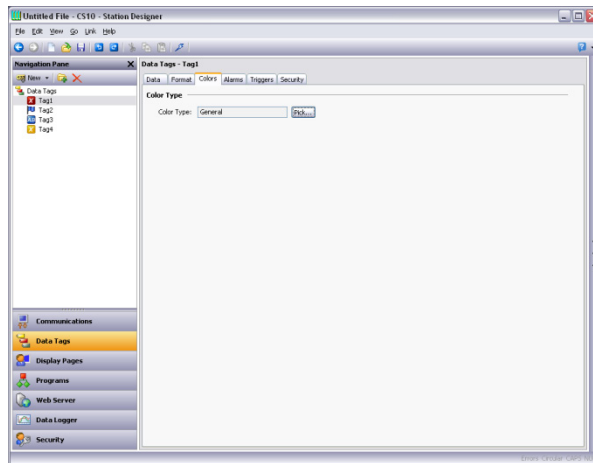 Untitled File - CS10 - Station Designer
File Edit View Go Link Help
Navigation Pane
New
Data Tags
Tag1
Tag2
Tag3
Tag4
Communications
Data Tags
Display Pages
Programs
Web Server
Data Logger
Security
Data Tags - Tag1
Data Format Colors Alarms Triggers Security
Color Type
Color Type: General Pick...